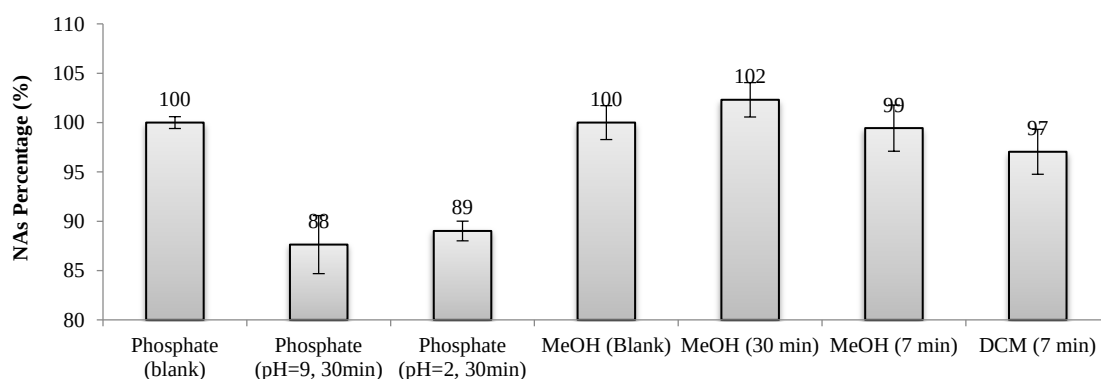 NAs Percentage (%)
110
105
100
95
90
85
80
100
88
89
100
102
99
97
Phosphate
(blank)
Phosphate
(pH=9, 30min)
Phosphate
(pH=2, 30min)
MeOH (Blank)
MeOH (30 min)
MeOH (7 min)
DCM (7 min)